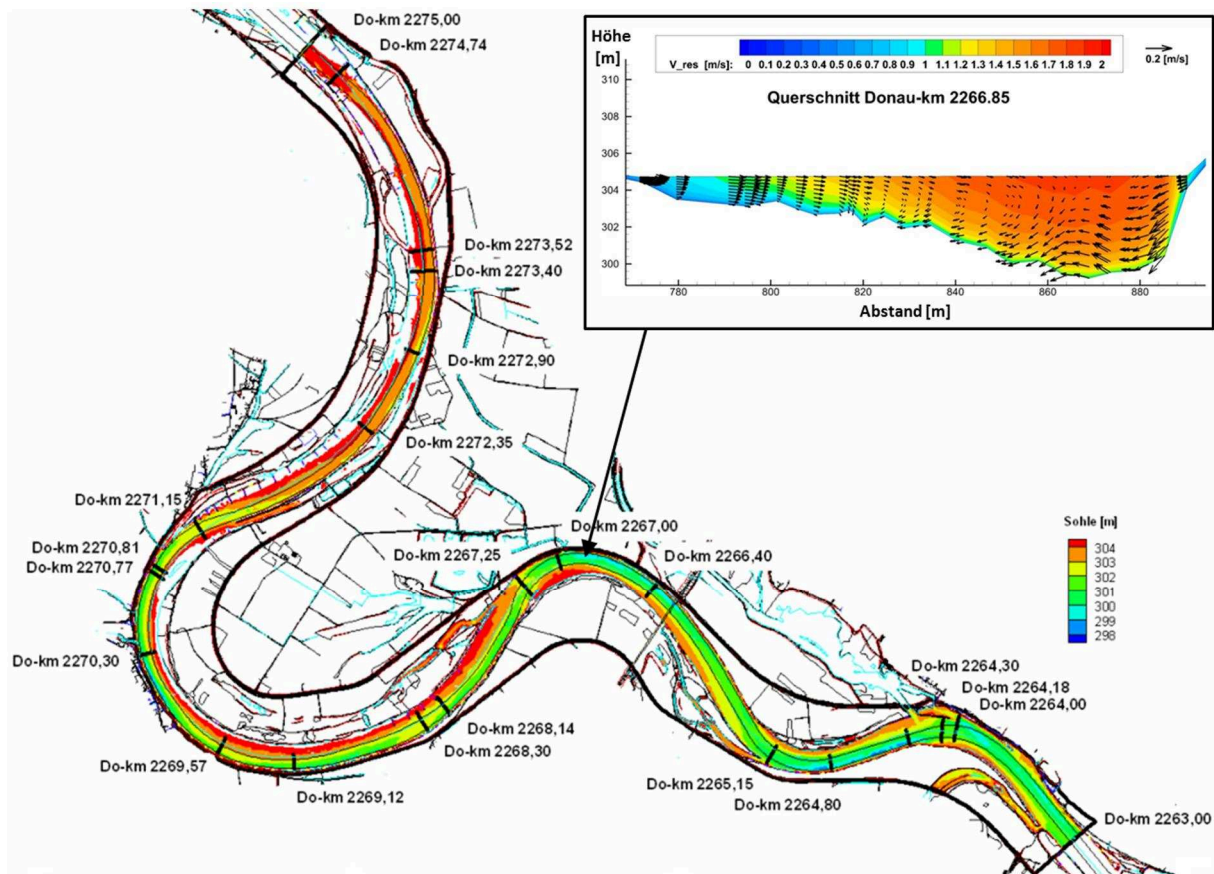 Do-km 2275,00
Do-km 2274,74
Höhe
[m]
V_res [m/s]: 0 0.1 0.2 0.3 0.4 0.5 0.6 0.7 0.8 0.9 1 1.1 1.2 1.3 1.4 1.5 1.6 1.7 1.8 1.9 2
0.2 [m/s]
Querschnitt Donau-km 2266.85
310
308
306
304
302
300
780 800 820 840 860 880
Abstand [m]
Do-km 2273,52
Do-km 2273,40
Do-km 2272,90
Do-km 2272,35
Do-km 2271,15
Do-km 2270,81
Do-km 2270,77
Do-km 2270,30
Do-km 2269,57
Do-km 2269,12
Do-km 2268,30
Do-km 2268,14
Do-km 2267,25
Do-km 2267,00
Do-km 2266,40
Do-km 2265,15
Do-km 2264,80
Do-km 2264,30
Do-km 2264,18
Do-km 2264,00
Do-km 2263,00
Sohle [m]
304
303
302
301
300
299
298